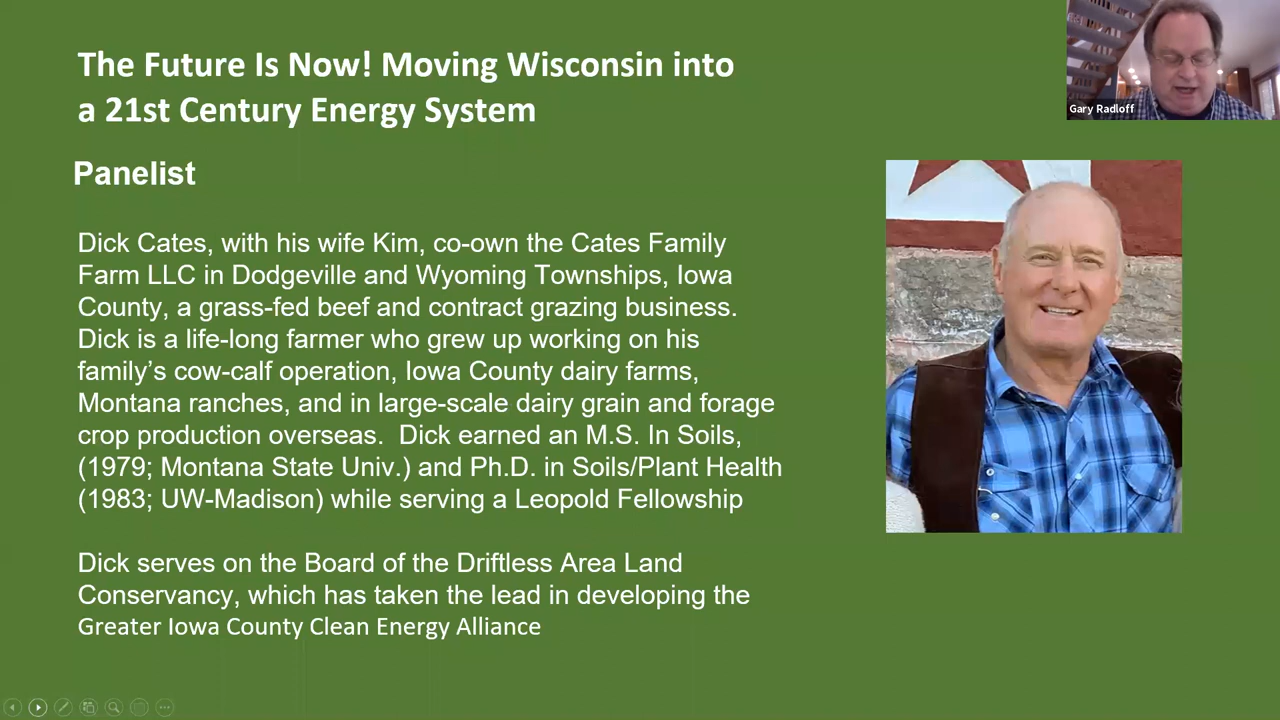 The Future Is Now! Moving Wisconsin into
a 21st Century Energy System
Gary Radloff
Panelist
Dick Cates, with his wife Kim, co-own the Cates Family
Farm LLC in Dodgeville and Wyoming Townships, Iowa
County, a grass-fed beef and contract grazing business.
Dick is a life-long farmer who grew up working on his
family’s cow-calf operation, Iowa County dairy farms,
Montana ranches, and in large-scale dairy grain and forage
crop production overseas.  Dick earned an M.S. In Soils,
(1979; Montana State Univ.) and Ph.D. in Soils/Plant Health
(1983; UW-Madison) while serving a Leopold Fellowship
Dick serves on the Board of the Driftless Area Land
Conservancy, which has taken the lead in developing the
Greater Iowa County Clean Energy Alliance